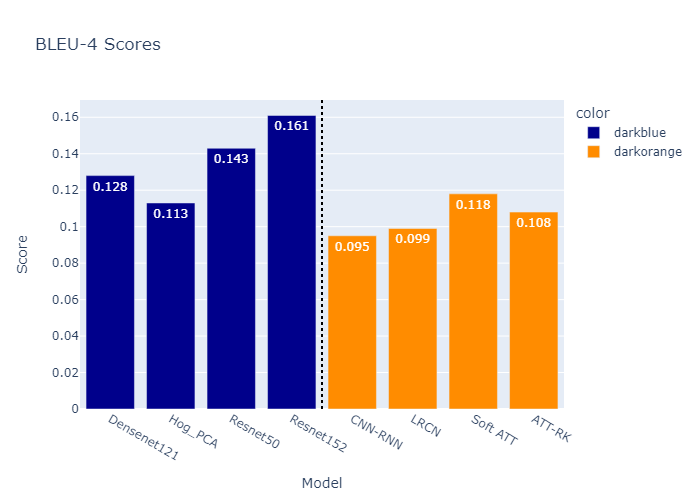 BLEU-4 Scores
color
darkblue
darkorange
Score
0.16
0.14
0.12
0.1
0.08
0.06
0.04
0.02
0
0.128
0.113
0.143
0.161
0.095
0.099
0.118
0.108
Densenet121
Hog_PCA
Resnet50
Resnet152
CNN-RNN
LRCN
Soft ATT
ATT-RK
Model